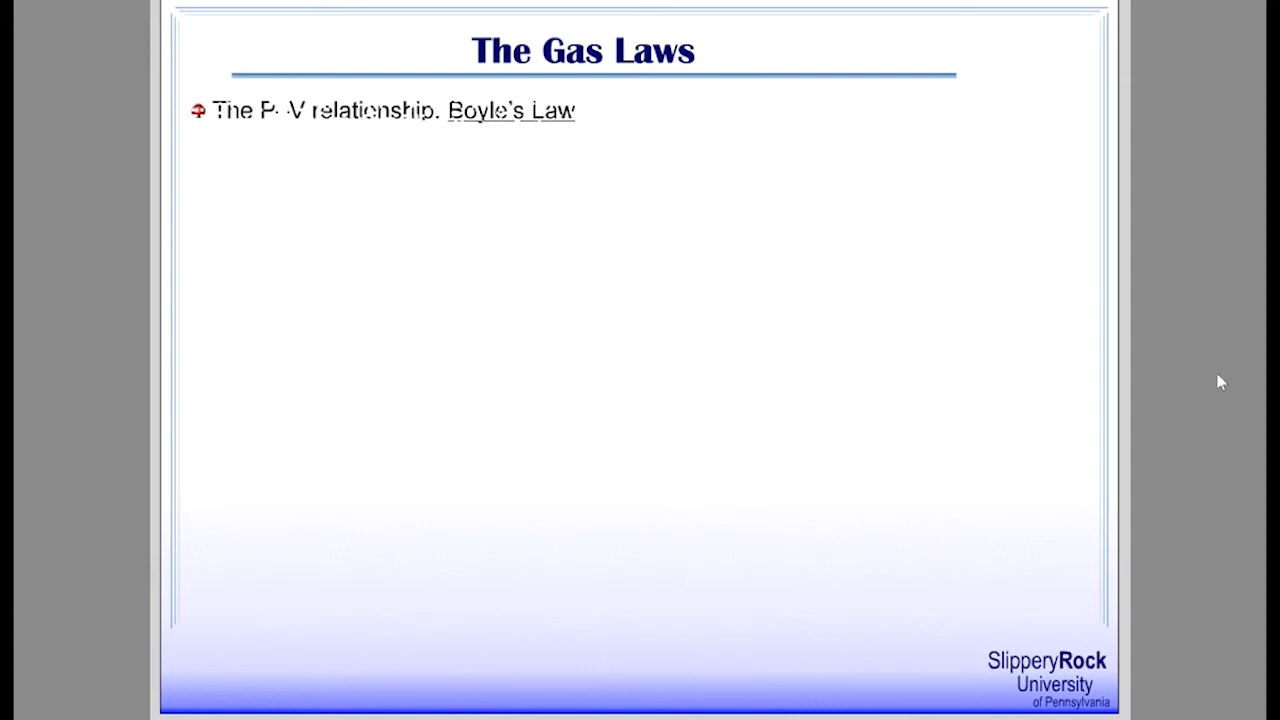 The Gas Laws
The P-V relationship. Boyle's Law
SlipperyRock
University
of Pennsylvania